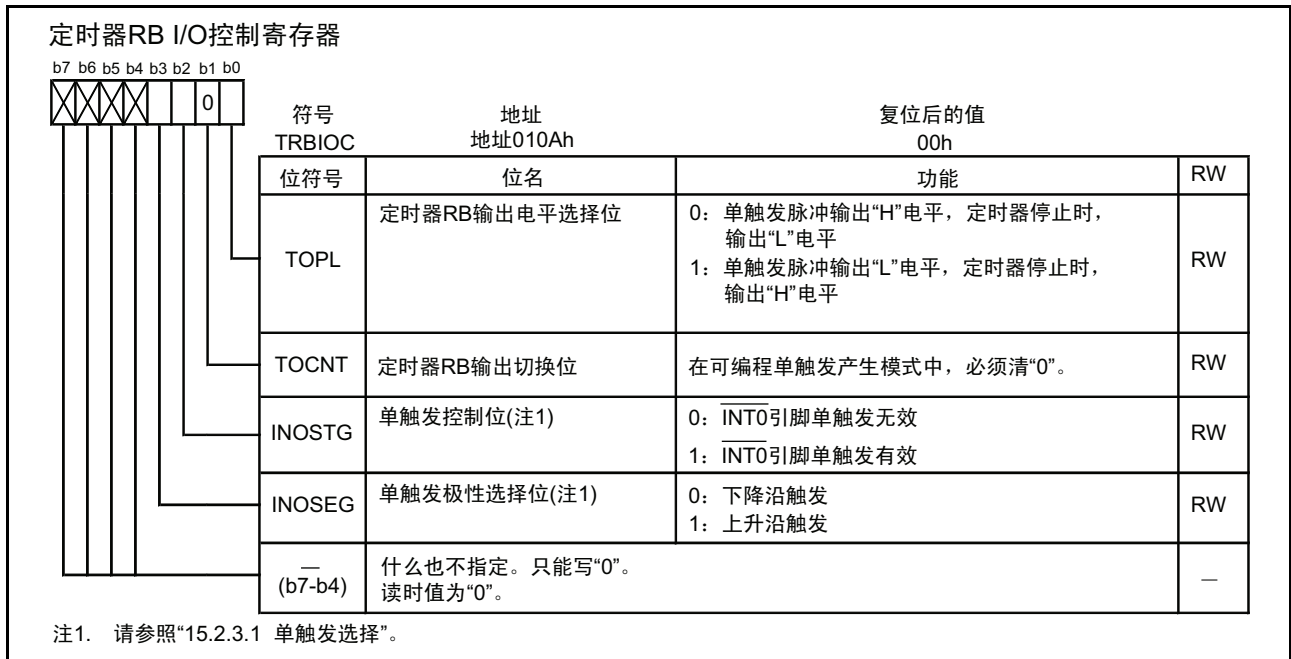 定时器RB I/O控制寄存器
b7 b6 b5 b4 b3 b2 b1 b0
0
符号 地址 复位后的值
TRBIOC 地址010Ah 00h
位符号 位名 功能 RW
TOPL 定时器RB输出电平选择位 0：单触发脉冲输出“H”电平，定时器停止时，
输出“L”电平
1：单触发脉冲输出“L”电平，定时器停止时，
输出“H”电平 RW
TOCNT 定时器RB输出切换位 在可编程单触发产生模式中，必须清“0”。 RW
INOSTG 单触发控制位(注1) 0：INT0引脚单触发无效
1：INT0引脚单触发有效 RW
INOSEG 单触发极性选择位(注1) 0：下降沿触发
1：上升沿触发 RW
—
(b7-b4) 什么也不指定。只能写“0”。
读时值为“0”。 —
注1. 请参照“15.2.3.1 单触发选择”。